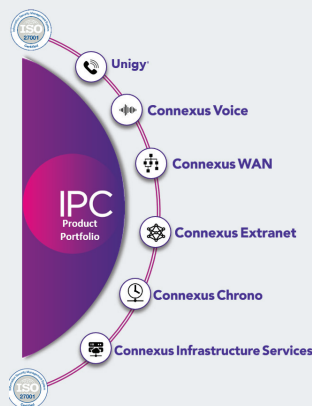 ISO
27001
Certified
Unigy
Connexus Voice
Connexus WAN
IPC
Product
Portfolio
Connexus Extranet
Connexus Chrono
Connexus Infrastructure Services
ISO
27001